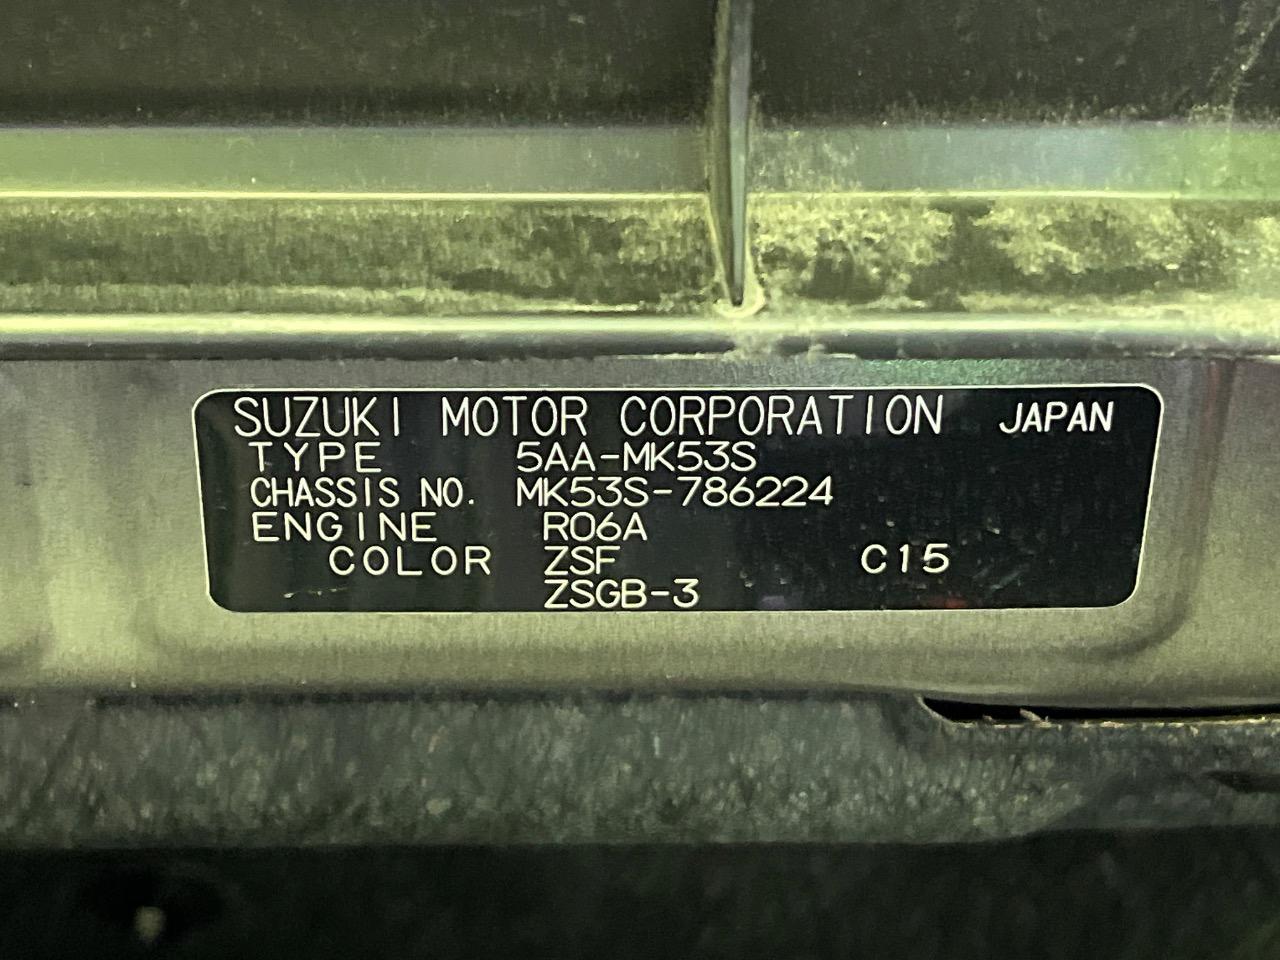 SUZUKI MOTOR CORPORATION JAPAN
TYPE 5AA-MK53S
CHASSIS NO. MK53S-786224
ENGINE R06A
COLOR ZSF C15
ZSGB-3